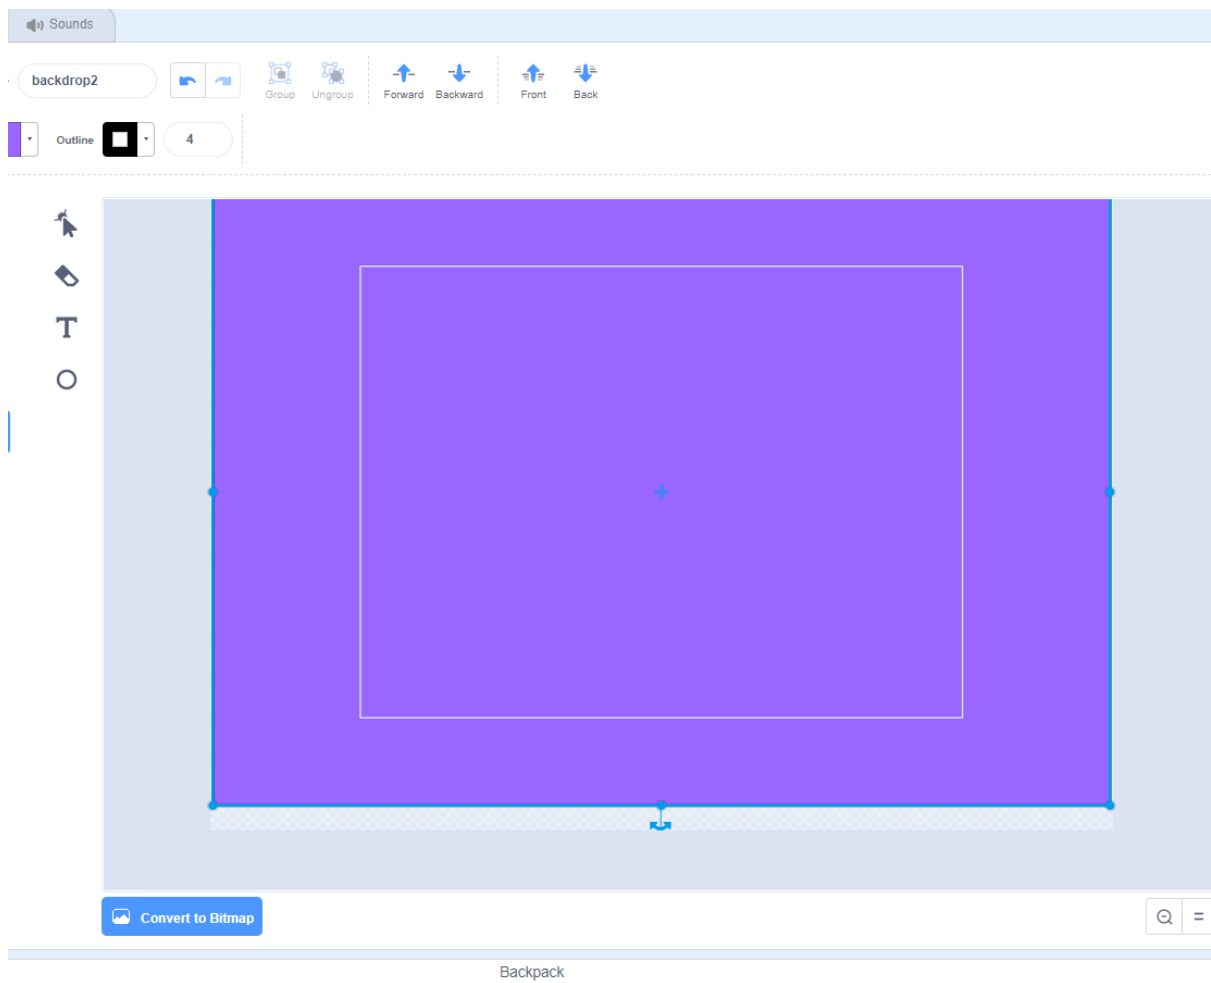 Sounds
backdrop2
Group Ungroup Forward Backward Front Back
Outline 4
T
Convert to Bitmap
Backpack